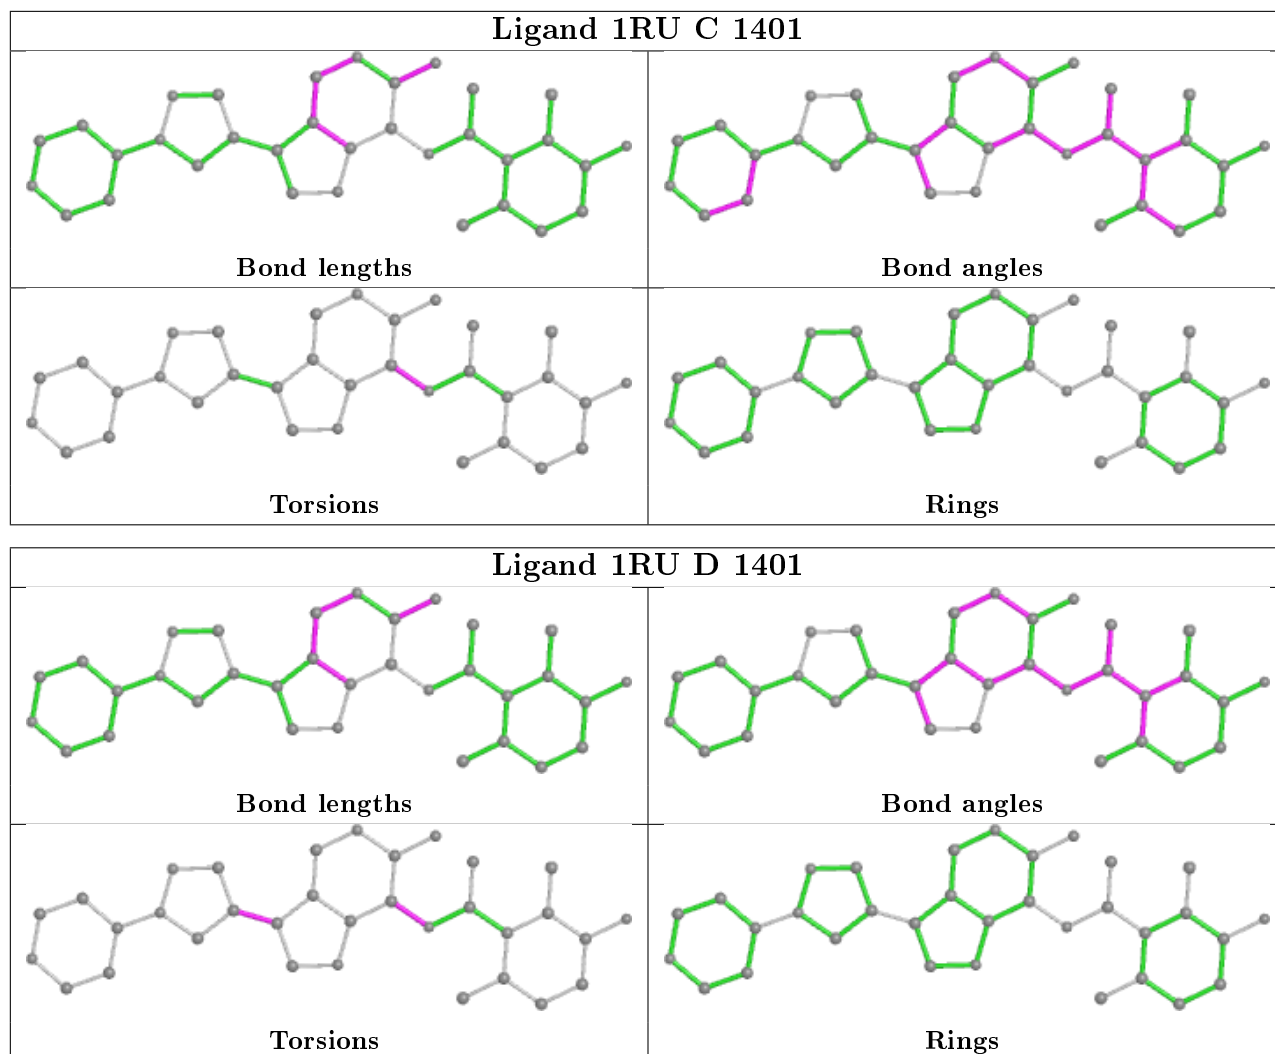 Ligand 1RU C 1401
Bond lengths
Bond angles
Torsions
Rings
Ligand 1RU D 1401
Bond lengths
Bond angles
Torsions
Rings